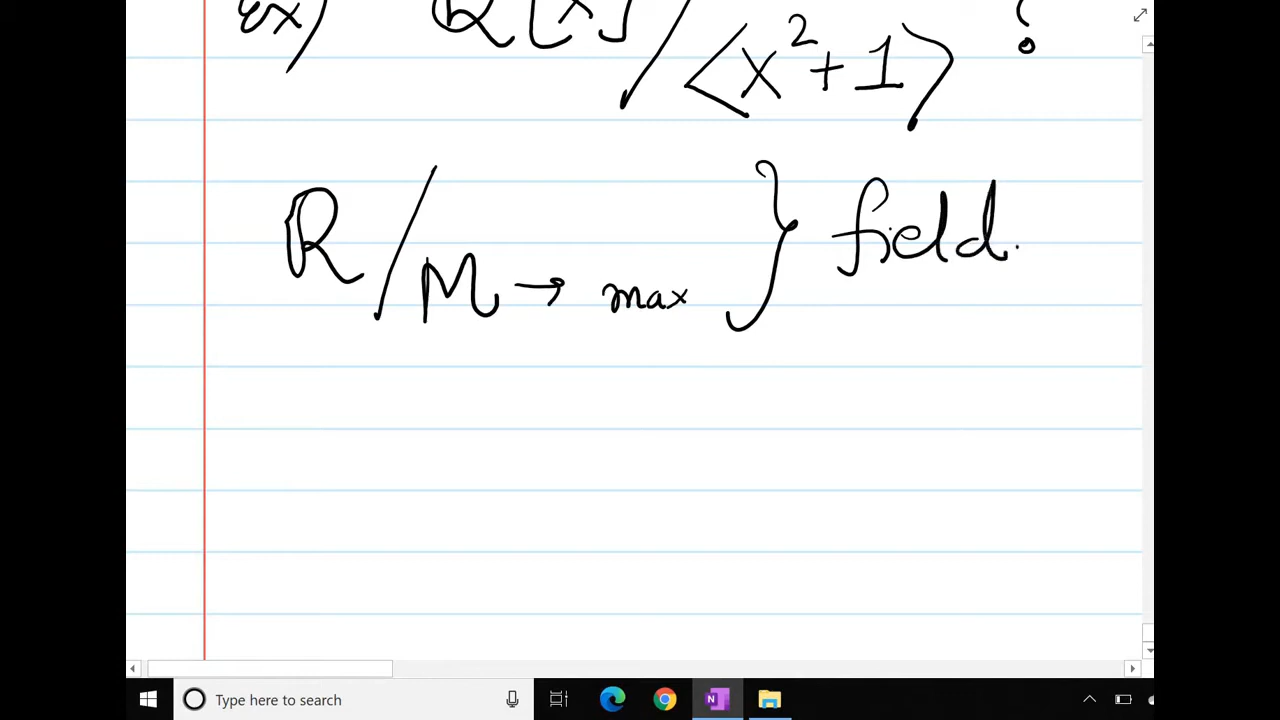 Ex) R[x] / <x²+1> ?
R / M → max } field.
Type here to search